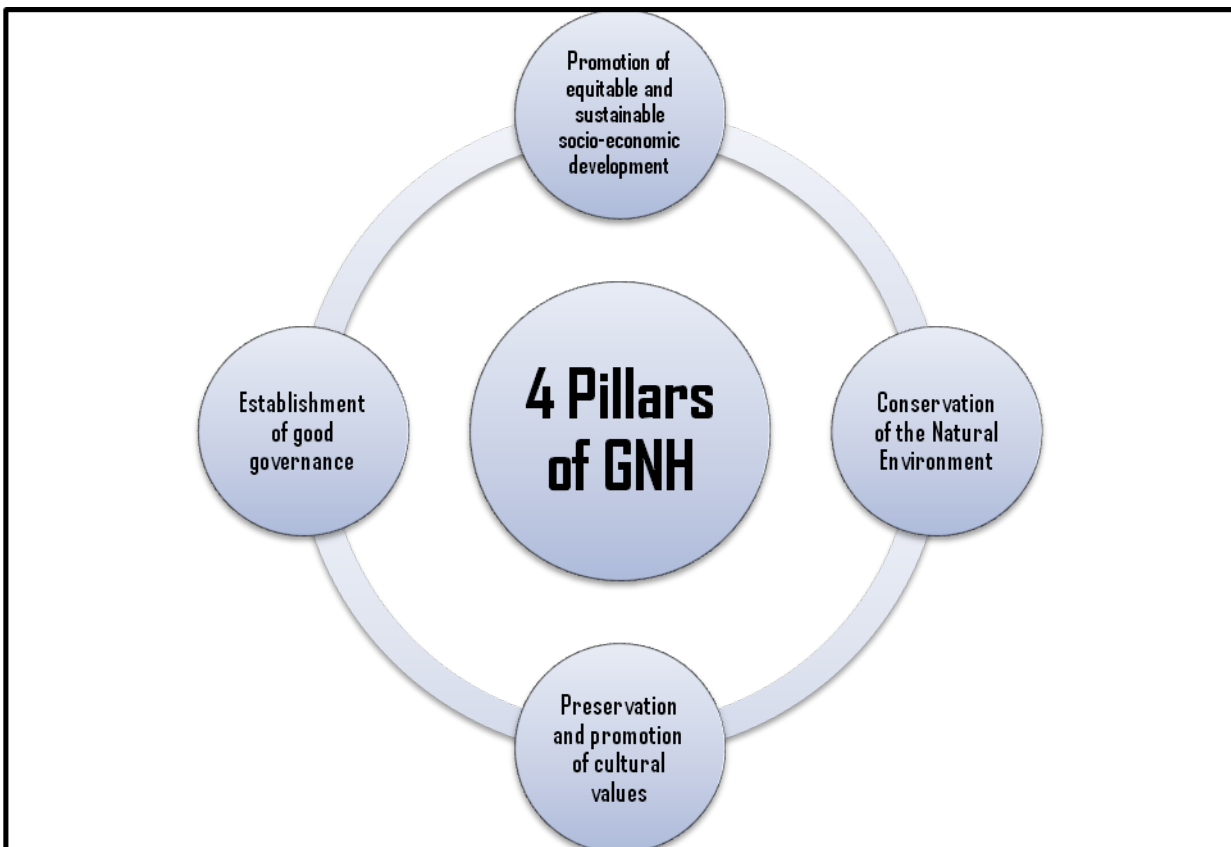 Promotion of
equitable and
sustainable
socio-economic
development
Establishment
of good
governance
4 Pillars
of GNH
Conservation
of the Natural
Environment
Preservation
and promotion
of cultural
values